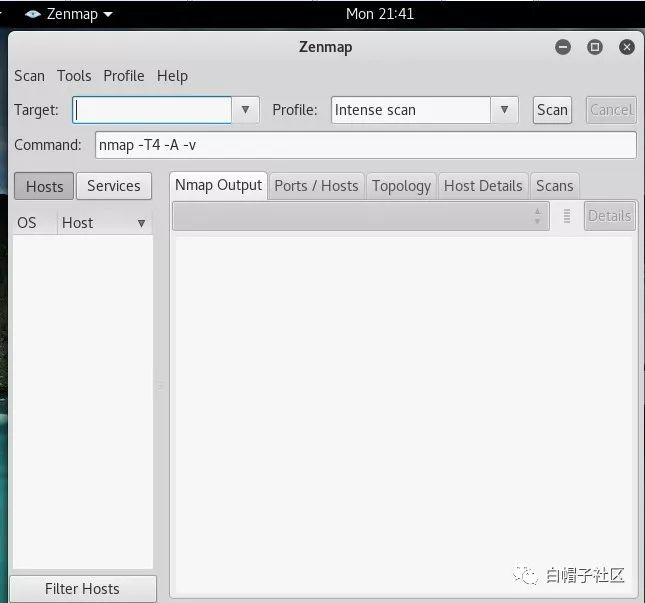 Zenmap Mon 21:41
Zenmap
Scan Tools Profile Help
Target: Profile: Intense scan Scan Cancel
Command: nmap -T4 -A -v
Hosts Services Nmap Output Ports / Hosts Topology Host Details Scans
OS Host Details
Filter Hosts
白帽子社区